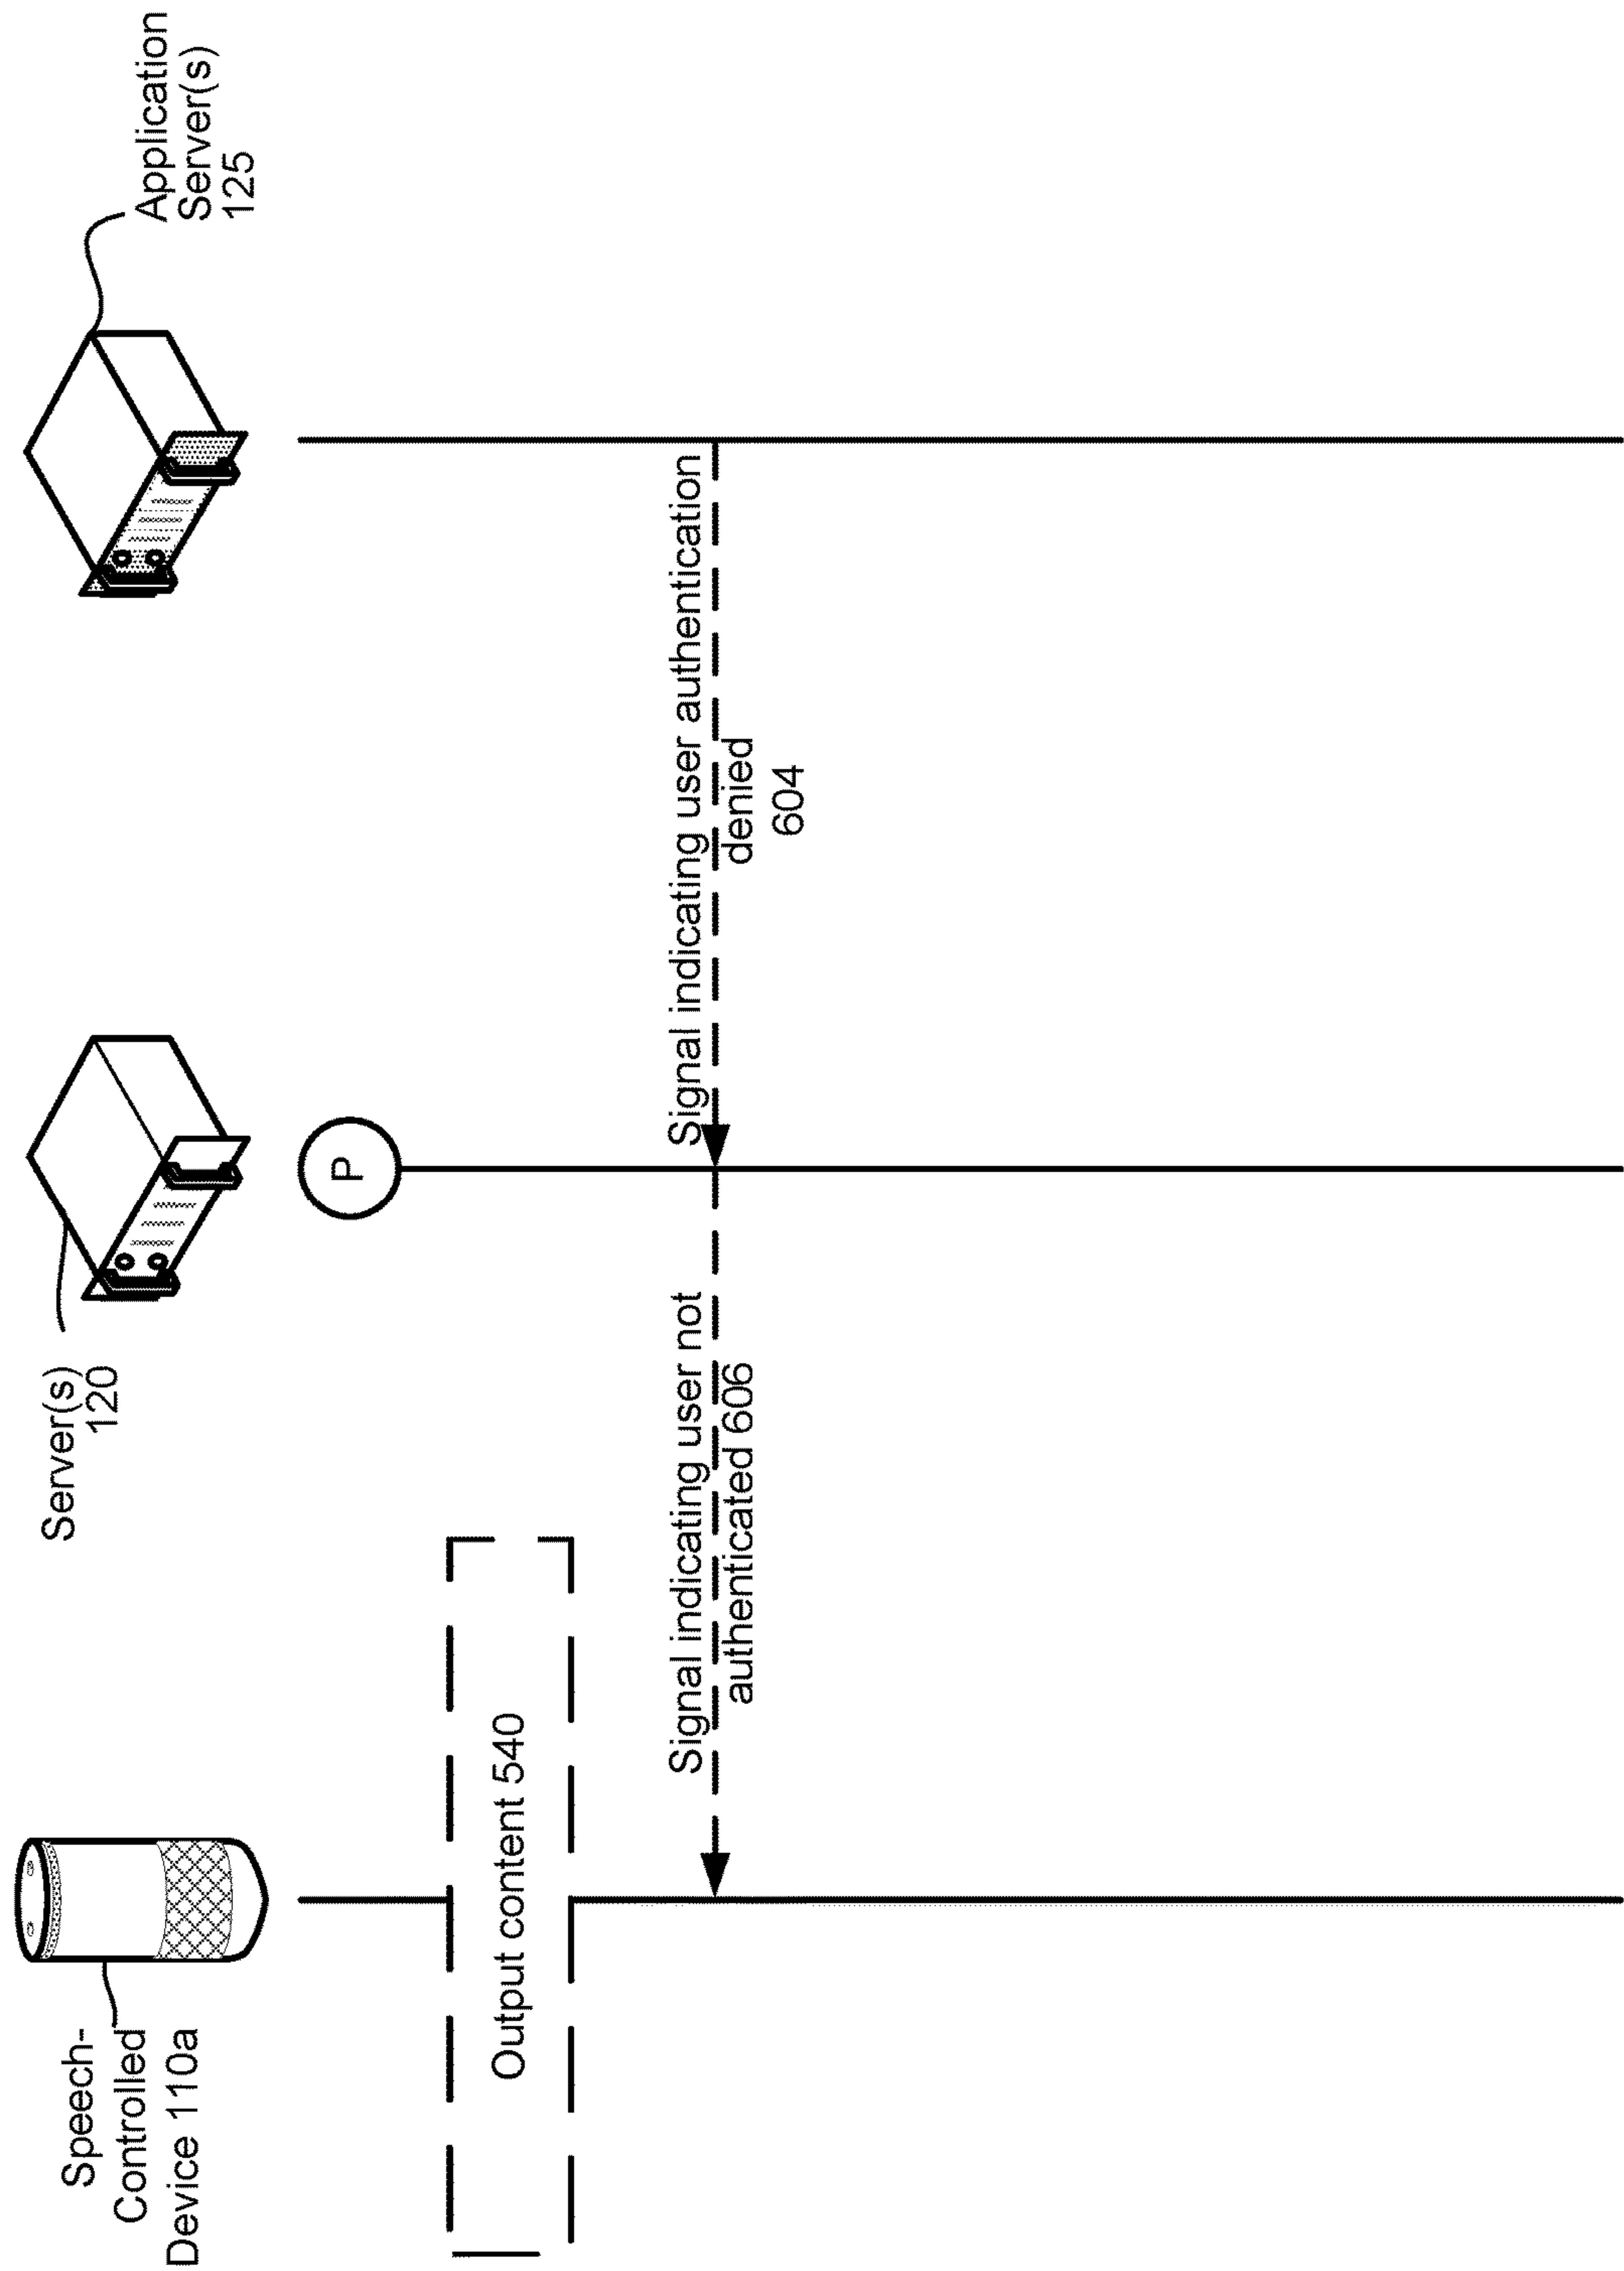 Speech-
Controlled
Device 110a
Server(s)
120
Application
Server(s)
125
P
Output content 540
Signal indicating user authentication
denied
604
Signal indicating user not
authenticated 606